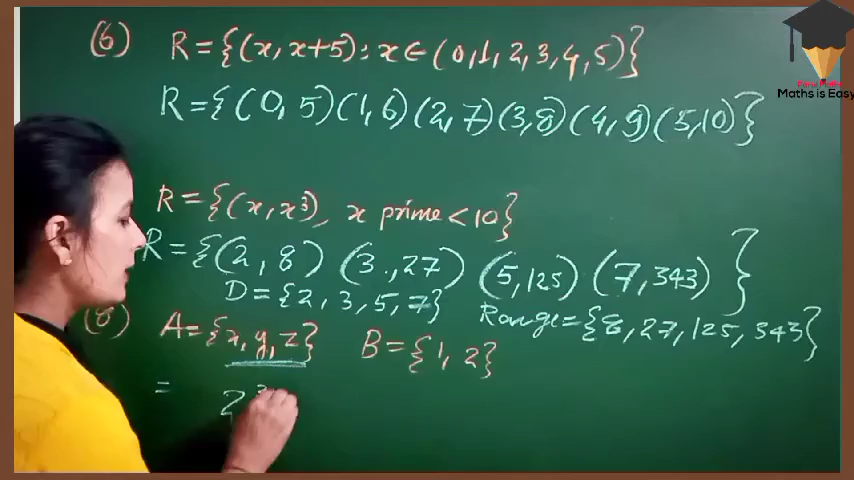 (6) R = {(x, x+5) : x ∈ (0,1,2,3,4,5)}
R = {(0,5)(1,6)(2,7)(3,8)(4,9)(5,10)}
R = {(x,x³), x prime < 10}
R = {(2,8) (3,27) (5,125) (7,343)}
D = {2,3,5,7} Range = {8,27,125,343}
(8) A = {x, y, z} B = {1, 2}
= 2
Maths is Easy